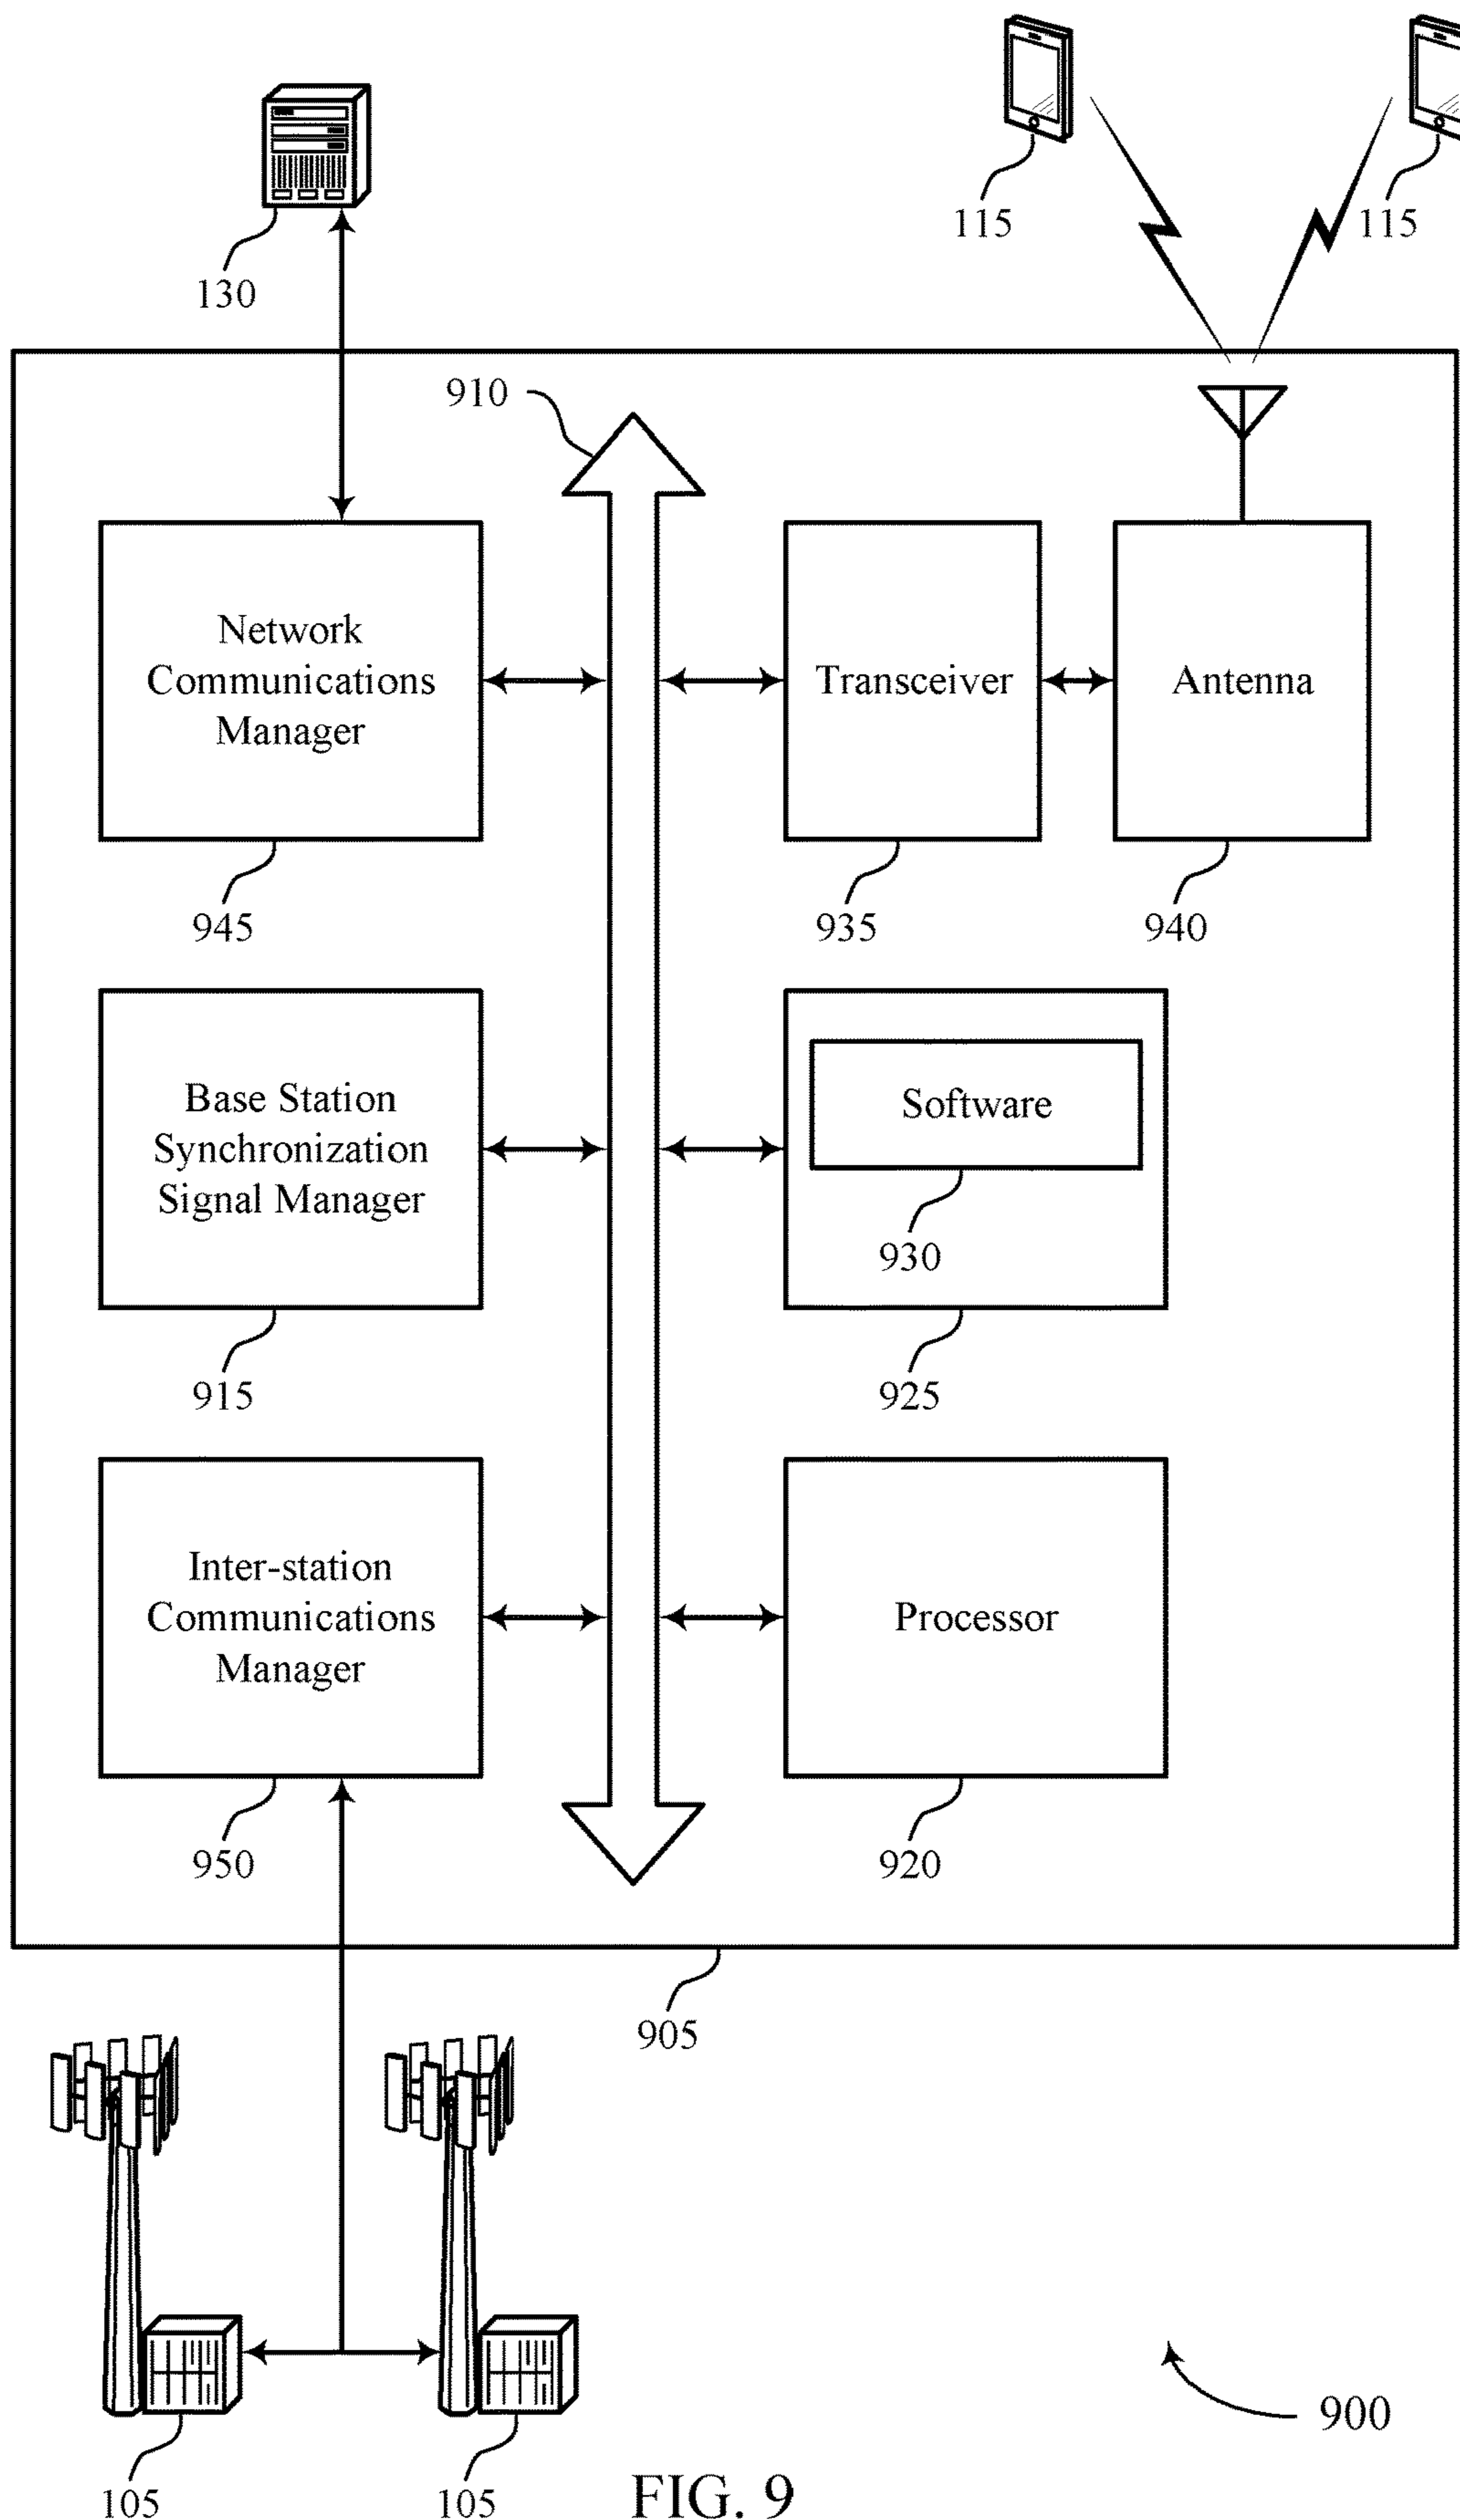 115
115
130
910
Network
Communications
Manager
Transceiver
Antenna
945
935
940
Base Station
Synchronization
Signal Manager
Software
930
915
925
Inter-station
Communications
Manager
Processor
950
920
905
900
105
105
FIG. 9